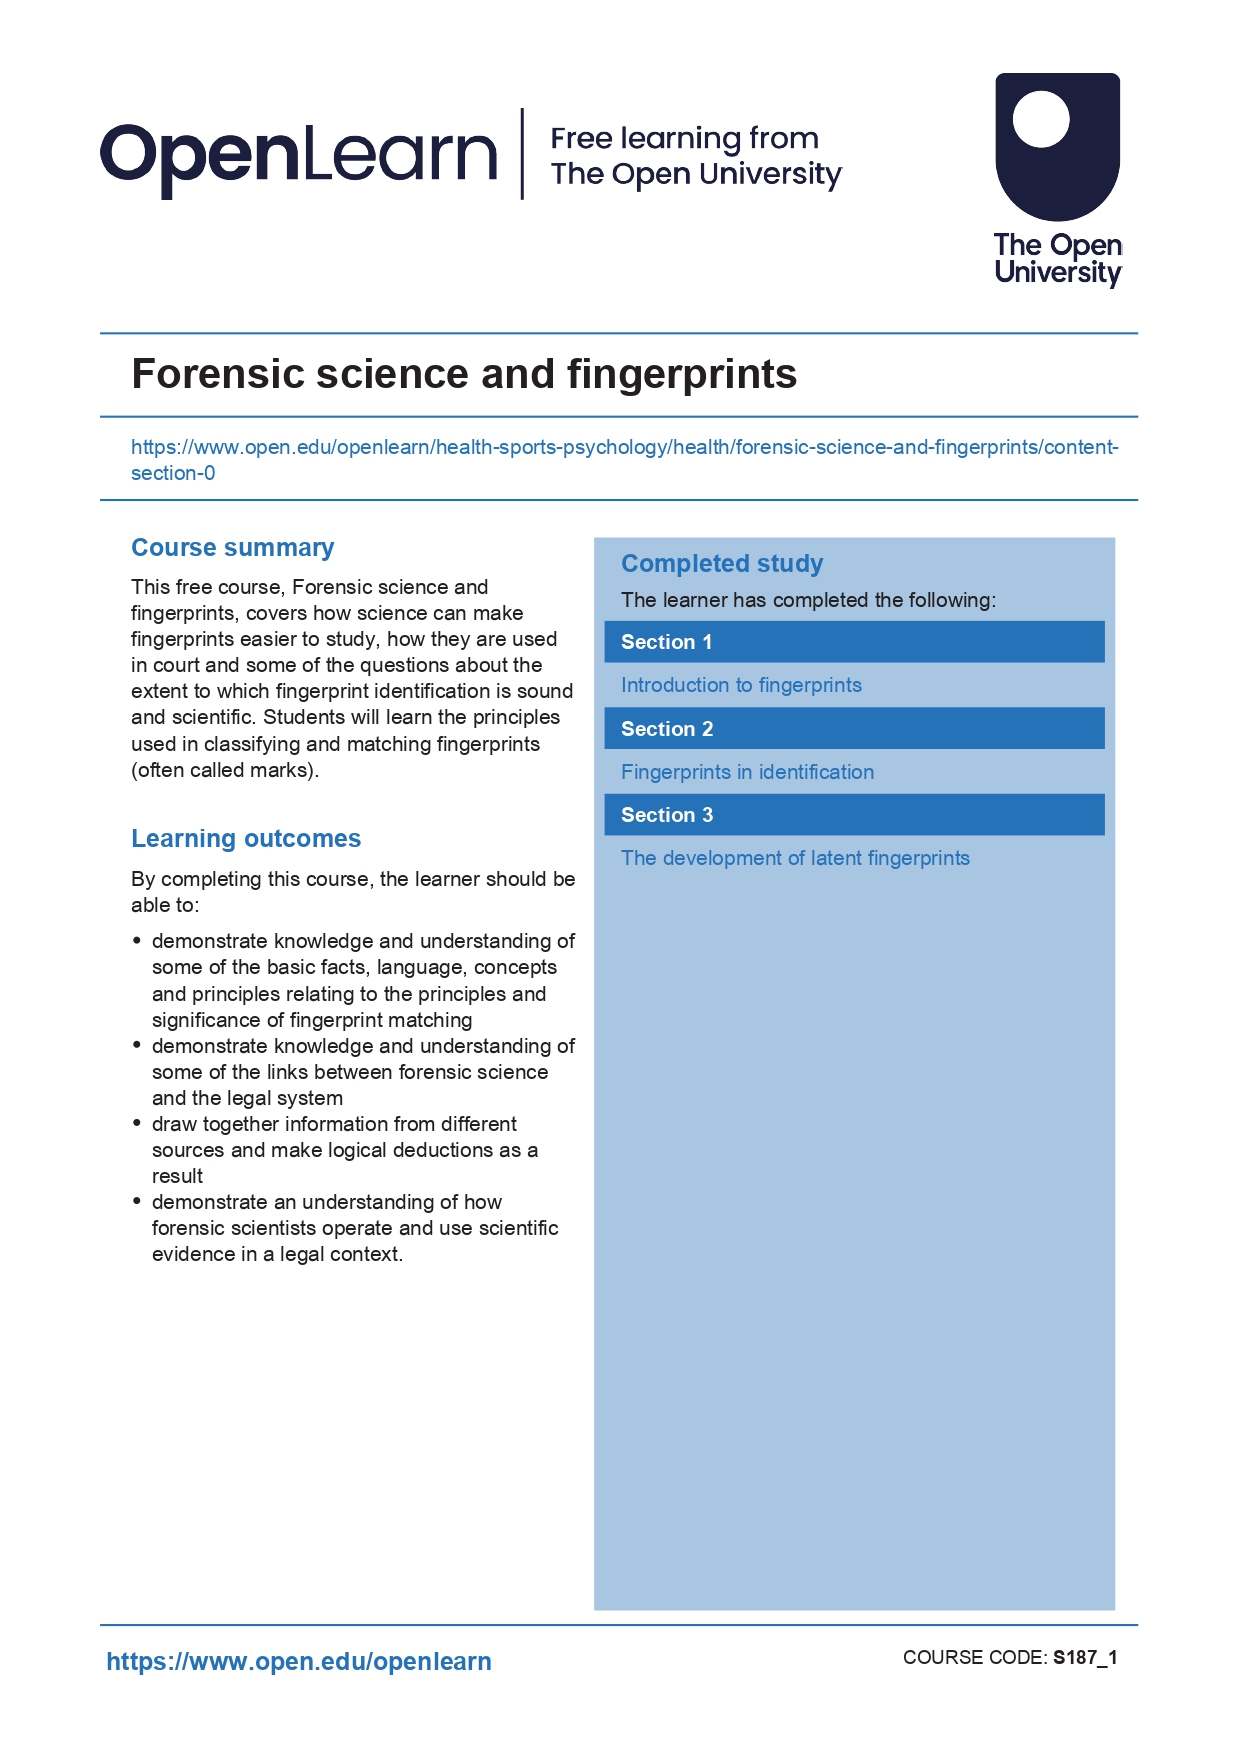 OpenLearn
Free learning from
The Open University
The Open
University
Forensic science and fingerprints
https://www.open.edu/openlearn/health-sports-psychology/health/forensic-science-and-fingerprints/content-
section-0
Course summary
This free course, Forensic science and
fingerprints, covers how science can make
fingerprints easier to study, how they are used
in court and some of the questions about the
extent to which fingerprint identification is sound
and scientific. Students will learn the principles
used in classifying and matching fingerprints
(often called marks).
Learning outcomes
By completing this course, the learner should be
able to:
• demonstrate knowledge and understanding of
some of the basic facts, language, concepts
and principles relating to the principles and
significance of fingerprint matching
• demonstrate knowledge and understanding of
some of the links between forensic science
and the legal system
• draw together information from different
sources and make logical deductions as a
result
• demonstrate an understanding of how
forensic scientists operate and use scientific
evidence in a legal context.
Completed study
The learner has completed the following:
Section 1
Introduction to fingerprints
Section 2
Fingerprints in identification
Section 3
The development of latent fingerprints
https://www.open.edu/openlearn
COURSE CODE: S187_1